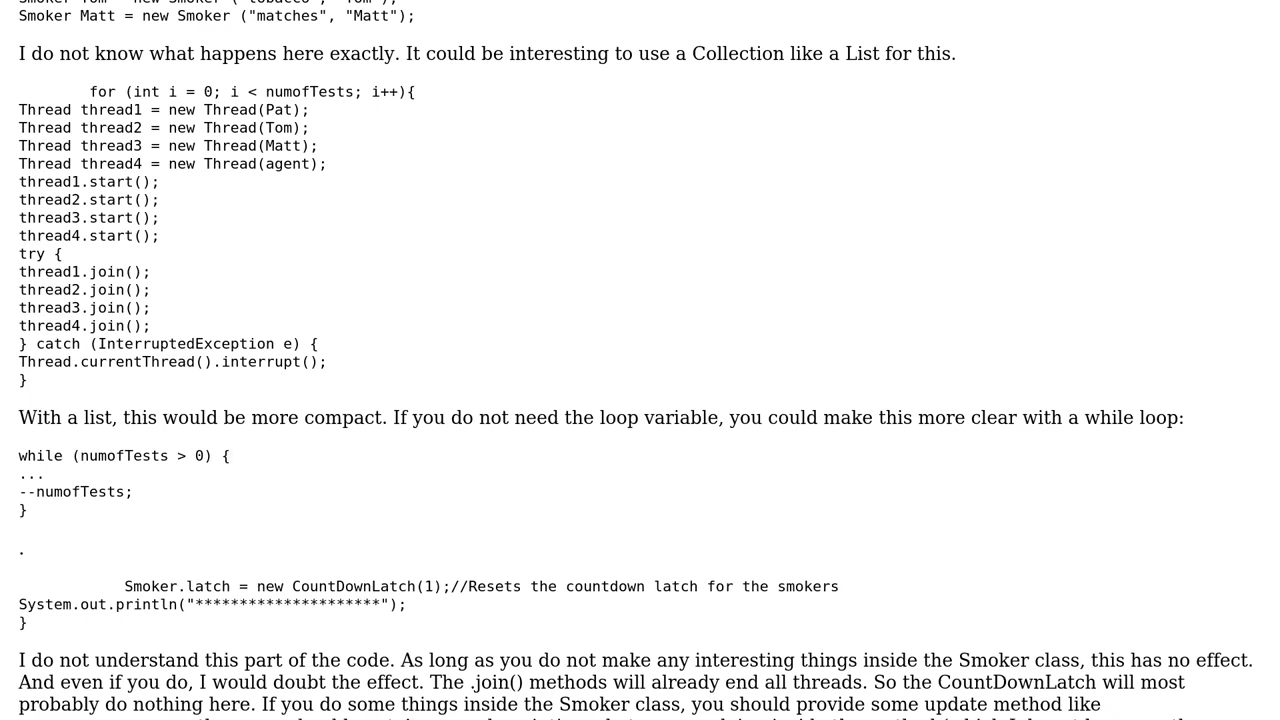 Smoker Tom = new Smoker ("tobacco", "Tom");
Smoker Matt = new Smoker ("matches", "Matt");
I do not know what happens here exactly. It could be interesting to use a Collection like a List for this.
for (int i = 0; i < numofTests; i++){
Thread thread1 = new Thread(Pat);
Thread thread2 = new Thread(Tom);
Thread thread3 = new Thread(Matt);
Thread thread4 = new Thread(agent);
thread1.start();
thread2.start();
thread3.start();
thread4.start();
try {
thread1.join();
thread2.join();
thread3.join();
thread4.join();
} catch (InterruptedException e) {
Thread.currentThread().interrupt();
}
With a list, this would be more compact. If you do not need the loop variable, you could make this more clear with a while loop:
while (numofTests > 0) {
...
--numofTests;
}
.
Smoker.latch = new CountDownLatch(1);//Resets the countdown latch for the smokers
System.out.println("*********************");
}
I do not understand this part of the code. As long as you do not make any interesting things inside the Smoker class, this has no effect.
And even if you do, I would doubt the effect. The .join() methods will already end all threads. So the CountDownLatch will most
probably do nothing here. If you do some things inside the Smoker class, you should provide some update method like